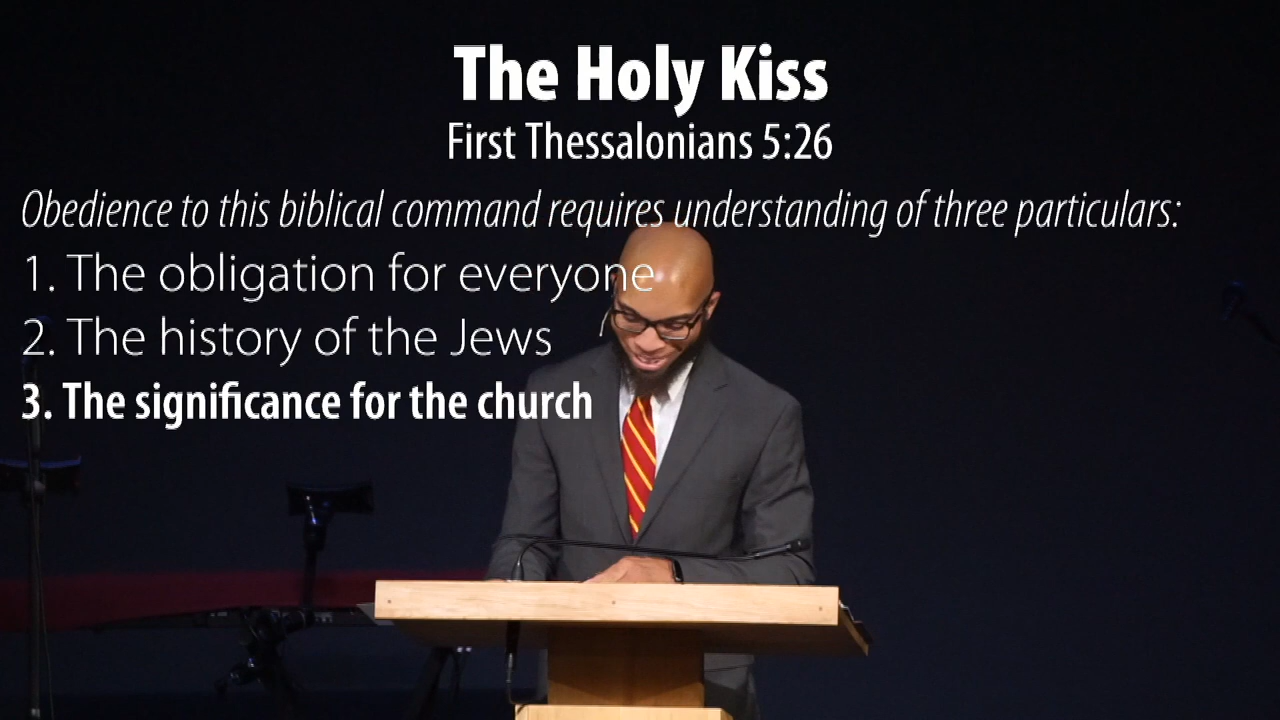 The Holy Kiss
First Thessalonians 5:26
Obedience to this biblical command requires understanding of three particulars:
1. The obligation for everyone
2. The history of the Jews
3. The significance for the church